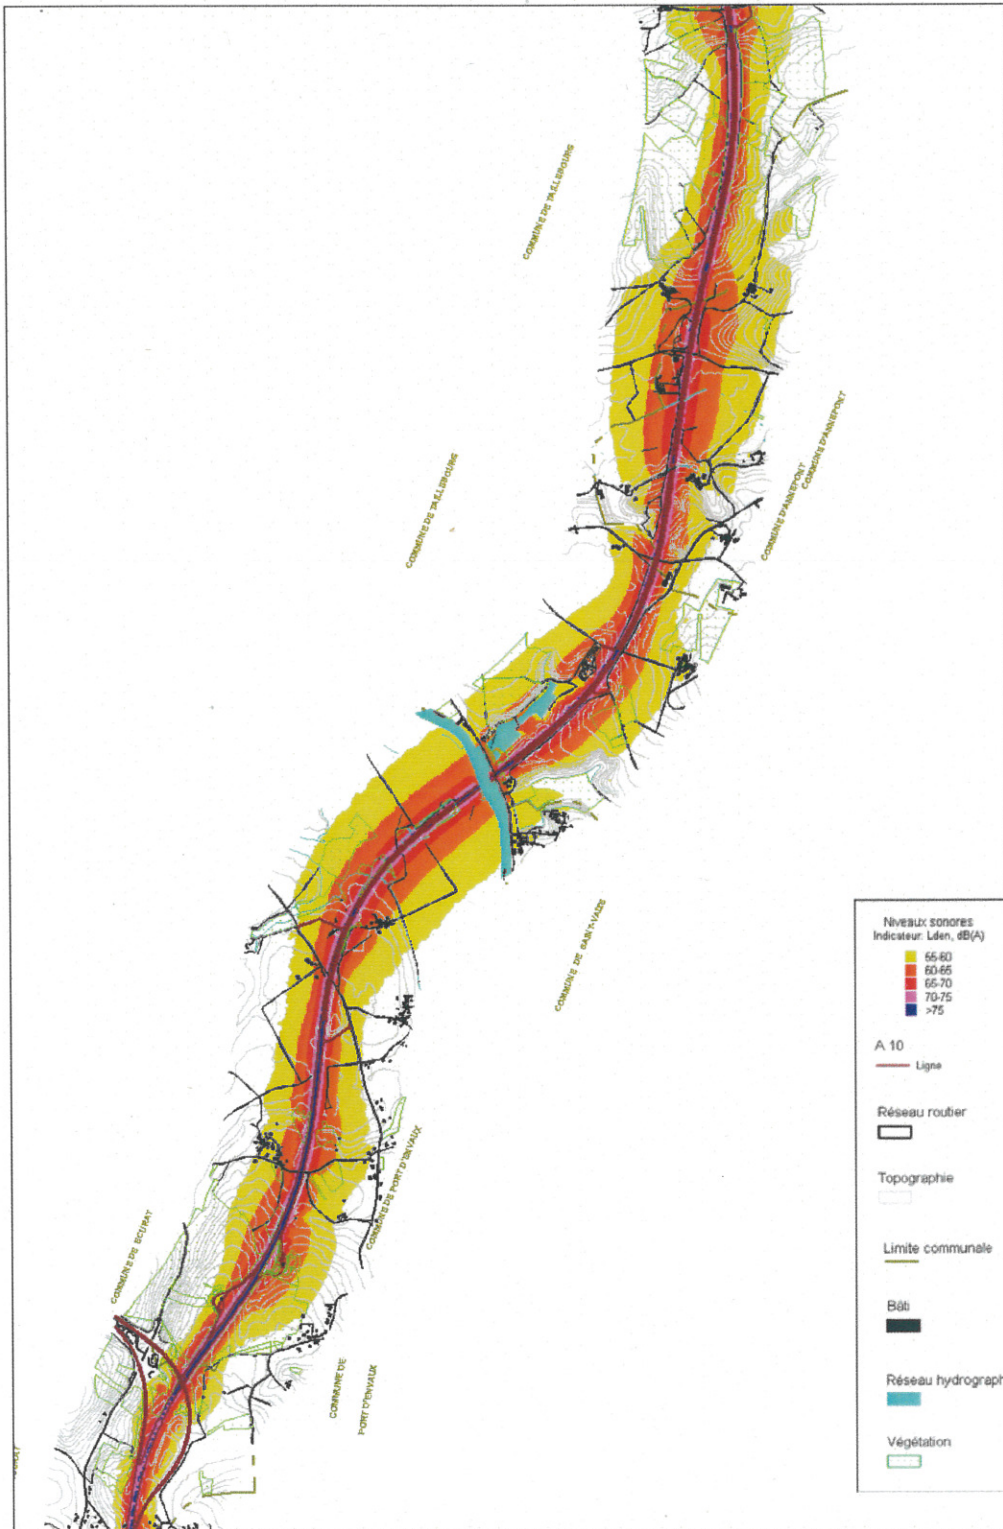 COMMUNE DE TAILLEBOURG
COMMUNE DE TAILLEBOURG
COMMUNE D'ANNEPONT
COMMUNE D'ANNEPONT
COMMUNE DE SAINT-VAIZE
COMMUNE DE PORT D'ENVAUX
COMMUNE DE ECURAT
COMMUNE DE
PORT D'ENVAUX
Niveaux sonores
Indicateur: Lden, dB(A)
55-60
60-65
65-70
70-75
>75
A 10
Ligne
Réseau routier
Topographie
Limite communale
Bâti
Réseau hydrograph
Végétation